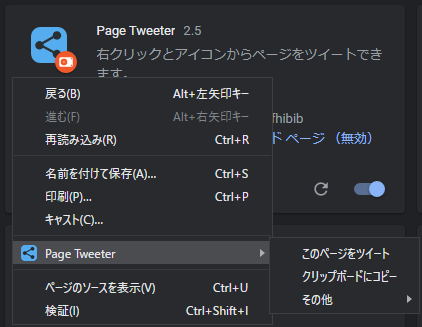 Page Tweeter 2.5
右クリックとアイコンからページをツイートでき
ます。
戻る(B) Alt+左矢印キー
進む(F) Alt+右矢印キー
fhibib
再読み込み(R) Ctrl+R
ド ページ （無効）
名前を付けて保存(A)... Ctrl+S
印刷(P)... Ctrl+P
キャスト(C)...
Page Tweeter
このページをツイート
クリップボードにコピー
その他
ページのソースを表示(V) Ctrl+U
検証(I) Ctrl+Shift+I